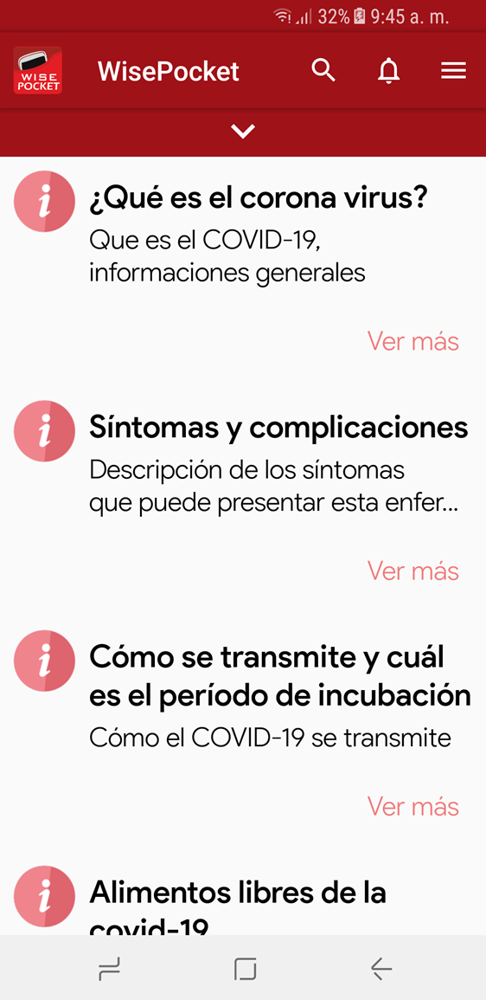 32% 9:45 a. m.
WISE
POCKET
WisePocket
¿Qué es el corona virus?
Que es el COVID-19,
informaciones generales
Ver más
Síntomas y complicaciones
Descripción de los síntomas
que puede presentar esta enfer...
Ver más
Cómo se transmite y cuál
es el período de incubación
Cómo el COVID-19 se transmite
Ver más
Alimentos libres de la
covid-19